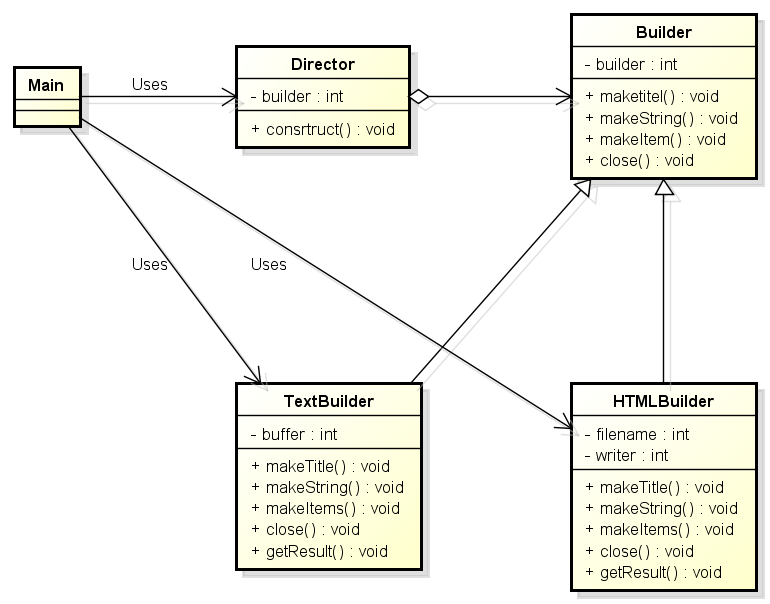 Main
Uses
Director
- builder : int
+ consrtruct() : void
Builder
- builder : int
+ maketitel() : void
+ makeString() : void
+ makeItem() : void
+ close() : void
Uses
Uses
TextBuilder
- buffer : int
+ makeTitle() : void
+ makeString() : void
+ makeItems() : void
+ close() : void
+ getResult() : void
HTMLBuilder
- filename : int
- writer : int
+ makeTitle() : void
+ makeString() : void
+ makeItems() : void
+ close() : void
+ getResult() : void